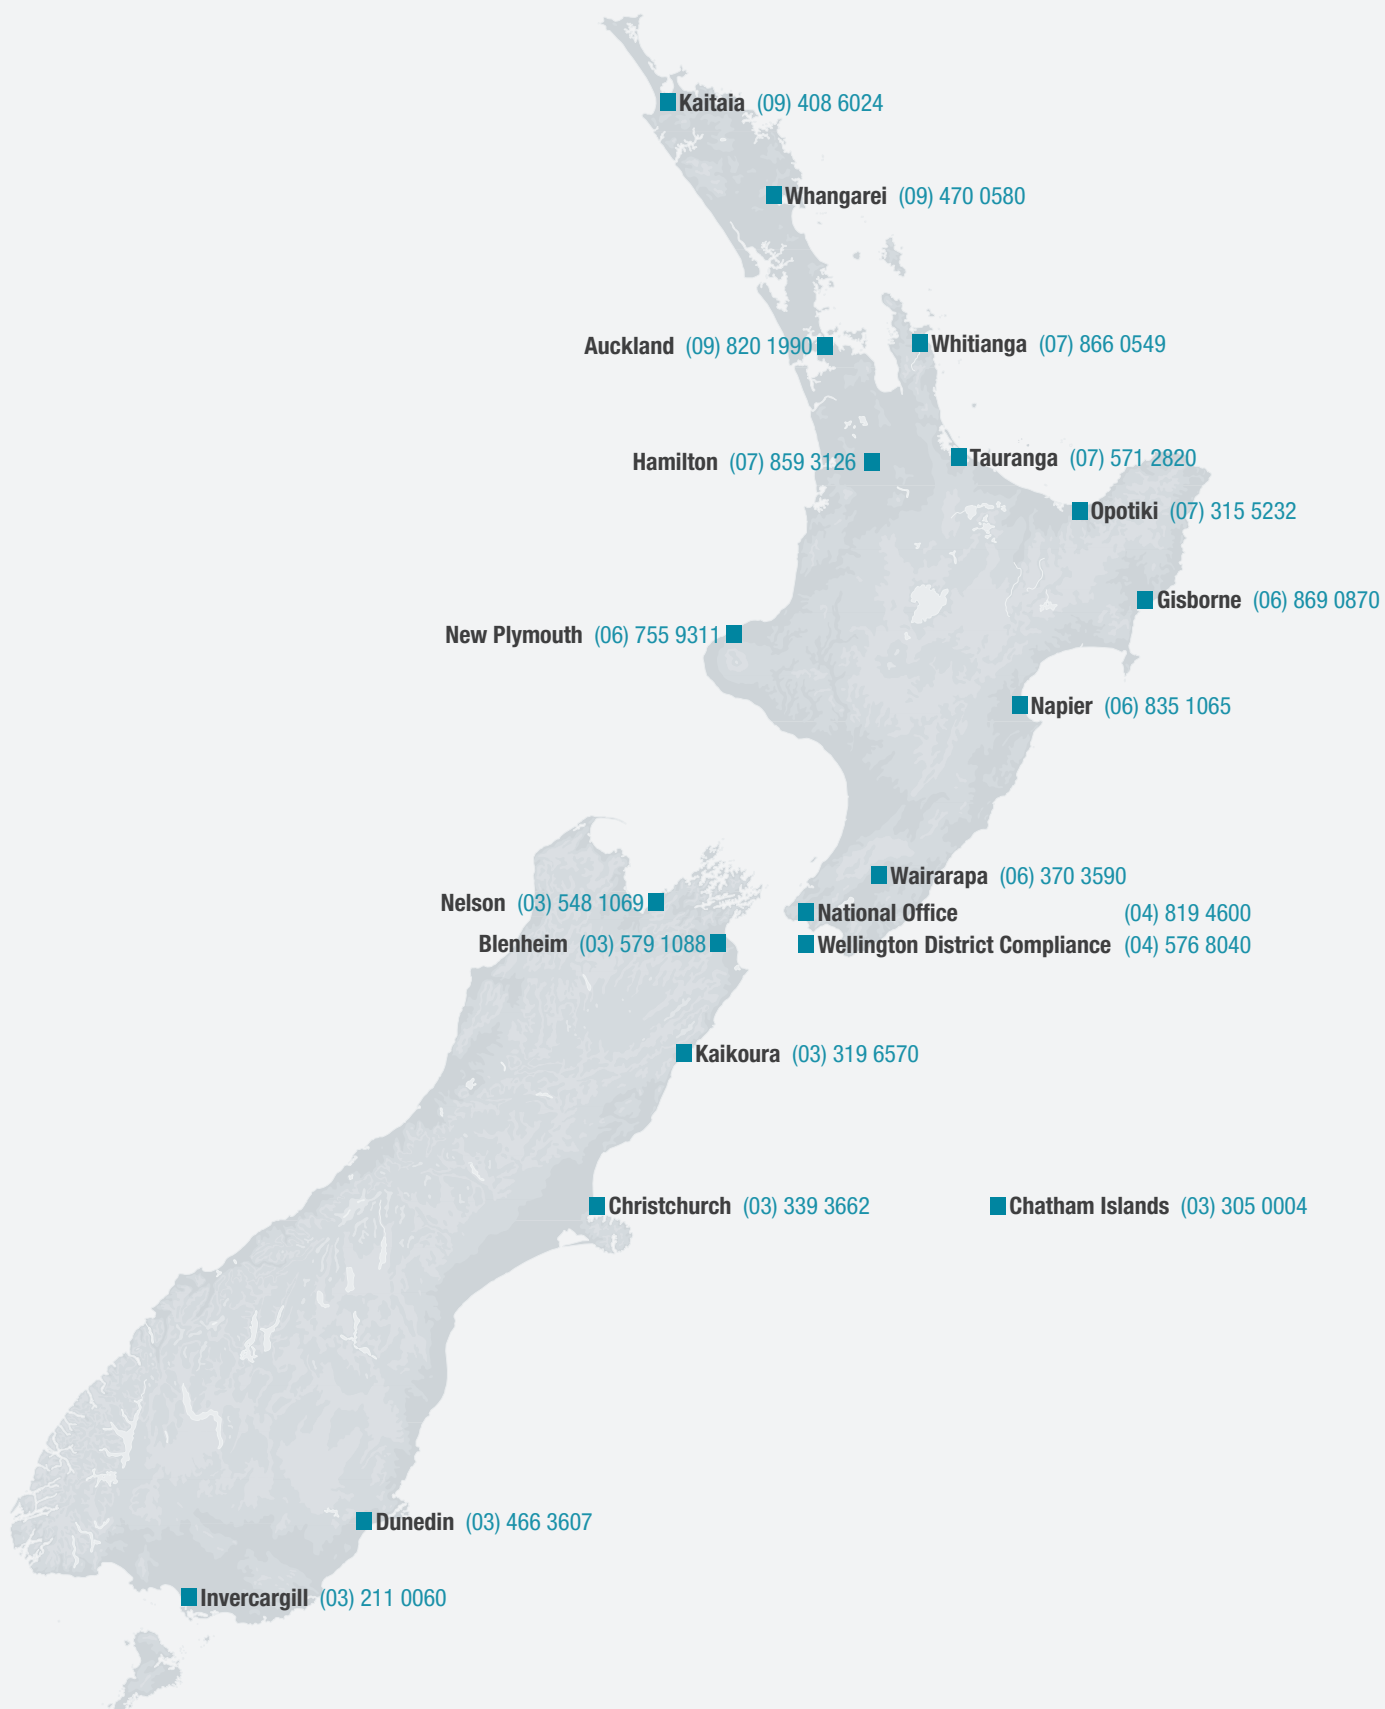 Kaitaia (09) 408 6024
Whangarei (09) 470 0580
Auckland (09) 820 1990
Whitianga (07) 866 0549
Hamilton (07) 859 3126
Tauranga (07) 571 2820
Opotiki (07) 315 5232
Gisborne (06) 869 0870
New Plymouth (06) 755 9311
Napier (06) 835 1065
Wairarapa (06) 370 3590
Nelson (03) 548 1069
National Office (04) 819 4600
Blenheim (03) 579 1088
Wellington District Compliance (04) 576 8040
Kaikoura (03) 319 6570
Christchurch (03) 339 3662
Chatham Islands (03) 305 0004
Dunedin (03) 466 3607
Invercargill (03) 211 0060